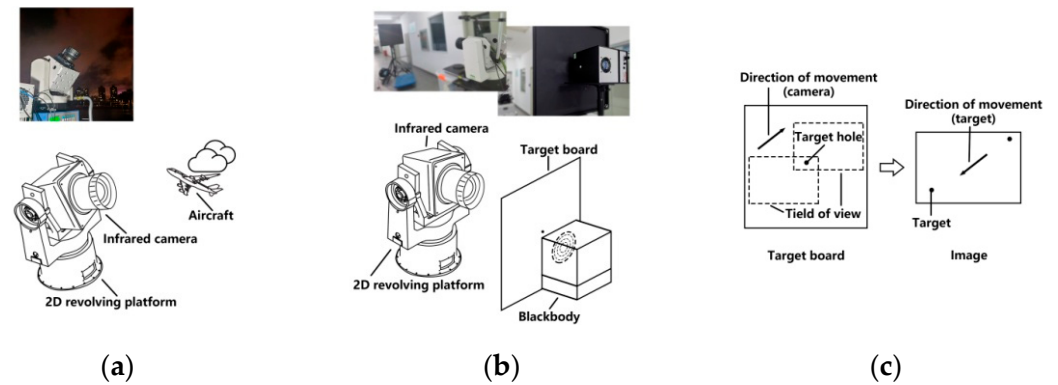 Aircraft
Infrared camera
2D revolving platform
(a)
Infrared camera
Target board
2D revolving platform
Blackbody
(b)
Direction of movement
(camera)
Target hole
Tield of view
Target board
Direction of movement
(target)
Target
Image
(c)